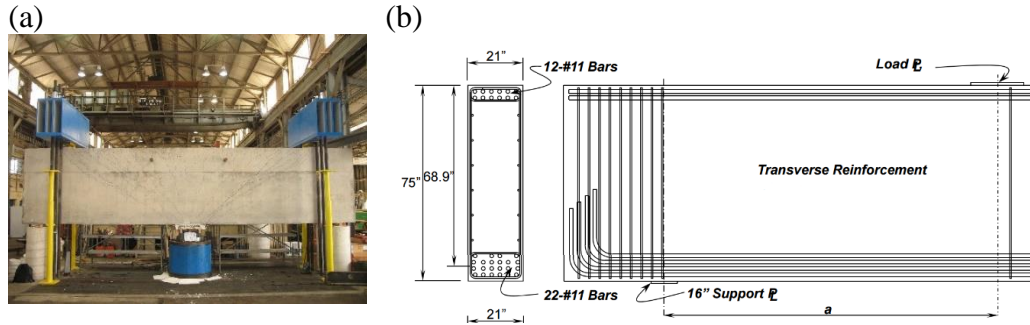 (a)
(b)
21”
12-#11 Bars
Load ℄
75”
68.9”
Transverse Reinforcement
22-#11 Bars
16” Support ℄
a
21”